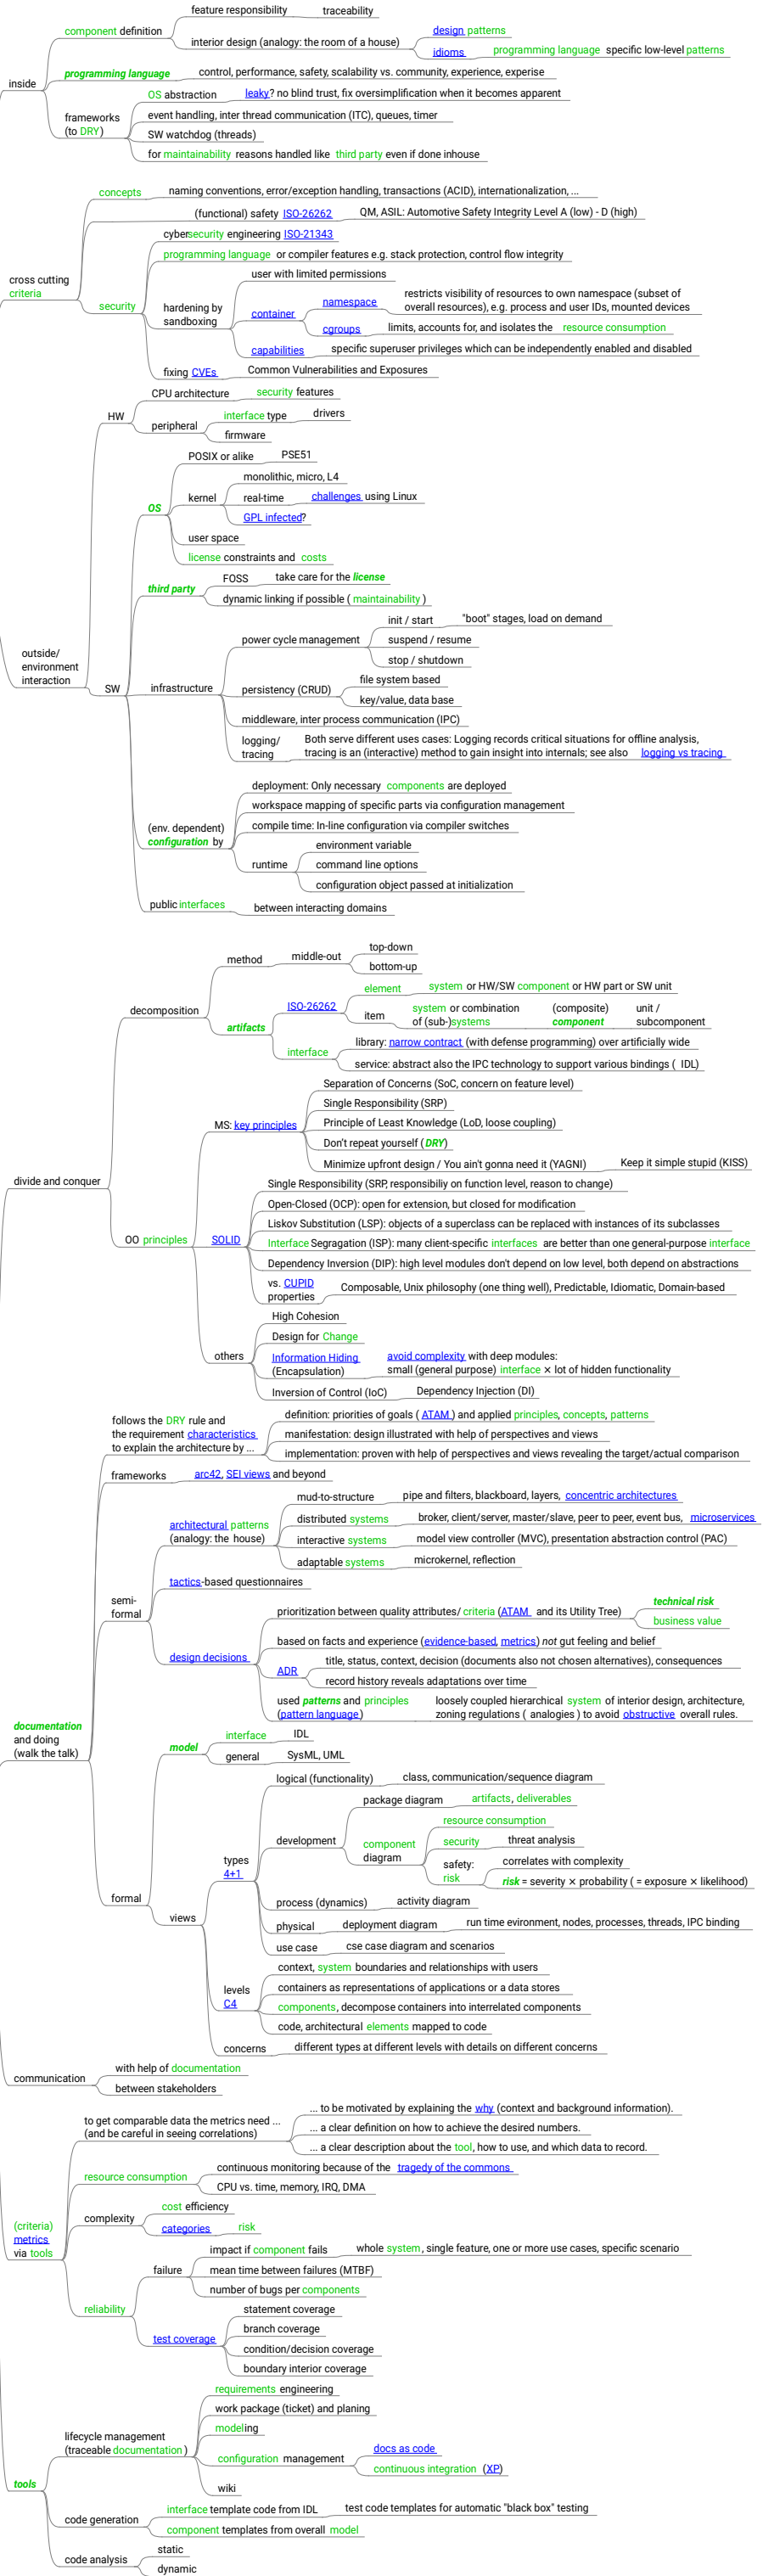 feature responsibility
traceability
component definition
interior design (analogy: the room of a house)
design patterns
idioms
programming language specific low-level patterns
inside
programming language
control, performance, safety, scalability vs. community, experience, experise
frameworks
(to DRY)
OS abstraction
leaky? no blind trust, fix oversimplification when it becomes apparent
event handling, inter thread communication (ITC), queues, timer
SW watchdog (threads)
for maintainability reasons handled like third party even if done inhouse
cross cutting
criteria
concepts
naming conventions, error/exception handling, transactions (ACID), internationalization, ...
(functional) safety ISO-26262
QM, ASIL: Automotive Safety Integrity Level A (low) - D (high)
security
cybersecurity engineering ISO-21343
programming language or compiler features e.g. stack protection, control flow integrity
hardening by
sandboxing
user with limited permissions
container
namespace
restricts visibility of resources to own namespace (subset of
overall resources), e.g. process and user IDs, mounted devices
cgroups
limits, accounts for, and isolates the resource consumption
capabilities
specific superuser privileges which can be independently enabled and disabled
fixing CVEs
Common Vulnerabilities and Exposures
outside/
environment
interaction
HW
CPU architecture
security features
peripheral
interface type
drivers
firmware
SW
OS
POSIX or alike
PSE51
kernel
monolithic, micro, L4
real-time
challenges using Linux
GPL infected?
user space
license constraints and costs
third party
FOSS
take care for the license
dynamic linking if possible ( maintainability )
infrastructure
power cycle management
init / start
"boot" stages, load on demand
suspend / resume
stop / shutdown
persistency (CRUD)
file system based
key/value, data base
middleware, inter process communication (IPC)
logging/
tracing
Both serve different uses cases: Logging records critical situations for offline analysis,
tracing is an (interactive) method to gain insight into internals; see also logging vs tracing
(env. dependent)
configuration by
deployment: Only necessary components are deployed
workspace mapping of specific parts via configuration management
compile time: In-line configuration via compiler switches
runtime
environment variable
command line options
configuration object passed at initialization
public interfaces
between interacting domains
divide and conquer
decomposition
method
middle-out
top-down
bottom-up
artifacts
ISO-26262
element
system or HW/SW component or HW part or SW unit
item
system or combination
of (sub-)systems
(composite)
component
unit /
subcomponent
interface
library: narrow contract (with defense programming) over artificially wide
service: abstract also the IPC technology to support various bindings ( IDL)
OO principles
MS: key principles
Separation of Concerns (SoC, concern on feature level)
Single Responsibility (SRP)
Principle of Least Knowledge (LoD, loose coupling)
Don't repeat yourself (DRY)
Minimize upfront design / You ain't gonna need it (YAGNI)
Keep it simple stupid (KISS)
SOLID
Single Responsibility (SRP, responsibiliy on function level, reason to change)
Open-Closed (OCP): open for extension, but closed for modification
Liskov Substitution (LSP): objects of a superclass can be replaced with instances of its subclasses
Interface Segregation (ISP): many client-specific interfaces are better than one general-purpose interface
Dependency Inversion (DIP): high level modules don't depend on low level, both depend on abstractions
vs. CUPID
properties
Composable, Unix philosophy (one thing well), Predictable, Idiomatic, Domain-based
others
High Cohesion
Design for Change
Information Hiding
(Encapsulation)
avoid complexity with deep modules:
small (general purpose) interface × lot of hidden functionality
Inversion of Control (IoC)
Dependency Injection (DI)
documentation
and doing
(walk the talk)
follows the DRY rule and
the requirement characteristics
to explain the architecture by ...
definition: priorities of goals ( ATAM ) and applied principles, concepts, patterns
manifestation: design illustrated with help of perspectives and views
implementation: proven with help of perspectives and views revealing the target/actual comparison
frameworks
arc42, SEI views and beyond
semi-
formal
architectural patterns
(analogy: the house)
mud-to-structure
pipe and filters, blackboard, layers, concentric architectures
distributed systems
broker, client/server, master/slave, peer to peer, event bus, microservices
interactive systems
model view controller (MVC), presentation abstraction control (PAC)
adaptable systems
microkernel, reflection
tactics-based questionnaires
design decisions
prioritization between quality attributes/ criteria (ATAM and its Utility Tree)
technical risk
business value
based on facts and experience (evidence-based, metrics) not gut feeling and belief
ADR
title, status, context, decision (documents also not chosen alternatives), consequences
record history reveals adaptations over time
used patterns and principles
(pattern language)
loosely coupled hierarchical system of interior design, architecture,
zoning regulations ( analogies ) to avoid obstructive overall rules.
formal
model
interface
IDL
general
SysML, UML
views
types
4+1
logical (functionality)
class, communication/sequence diagram
development
package diagram
artifacts, deliverables
component
diagram
resource consumption
security
threat analysis
safety:
risk
correlates with complexity
risk = severity × probability ( = exposure × likelihood)
process (dynamics)
activity diagram
physical
deployment diagram
run time evironment, nodes, processes, threads, IPC binding
use case
cse case diagram and scenarios
levels
C4
context, system boundaries and relationships with users
containers as representations of applications or a data stores
components, decompose containers into interrelated components
code, architectural elements mapped to code
concerns
different types at different levels with details on different concerns
communication
with help of documentation
between stakeholders
(criteria)
metrics
via tools
to get comparable data the metrics need ...
(and be careful in seeing correlations)
... to be motivated by explaining the why (context and background information).
... a clear definition on how to achieve the desired numbers.
... a clear description about the tool, how to use, and which data to record.
resource consumption
continuous monitoring because of the tragedy of the commons
CPU vs. time, memory, IRQ, DMA
complexity
cost efficiency
categories
risk
reliability
failure
impact if component fails
whole system, single feature, one or more use cases, specific scenario
mean time between failures (MTBF)
number of bugs per components
test coverage
statement coverage
branch coverage
condition/decision coverage
boundary interior coverage
tools
lifecycle management
(traceable documentation )
requirements engineering
work package (ticket) and planing
modeling
configuration management
docs as code
continuous integration (XP)
wiki
code generation
interface template code from IDL
test code templates for automatic "black box" testing
component templates from overall model
code analysis
static
dynamic